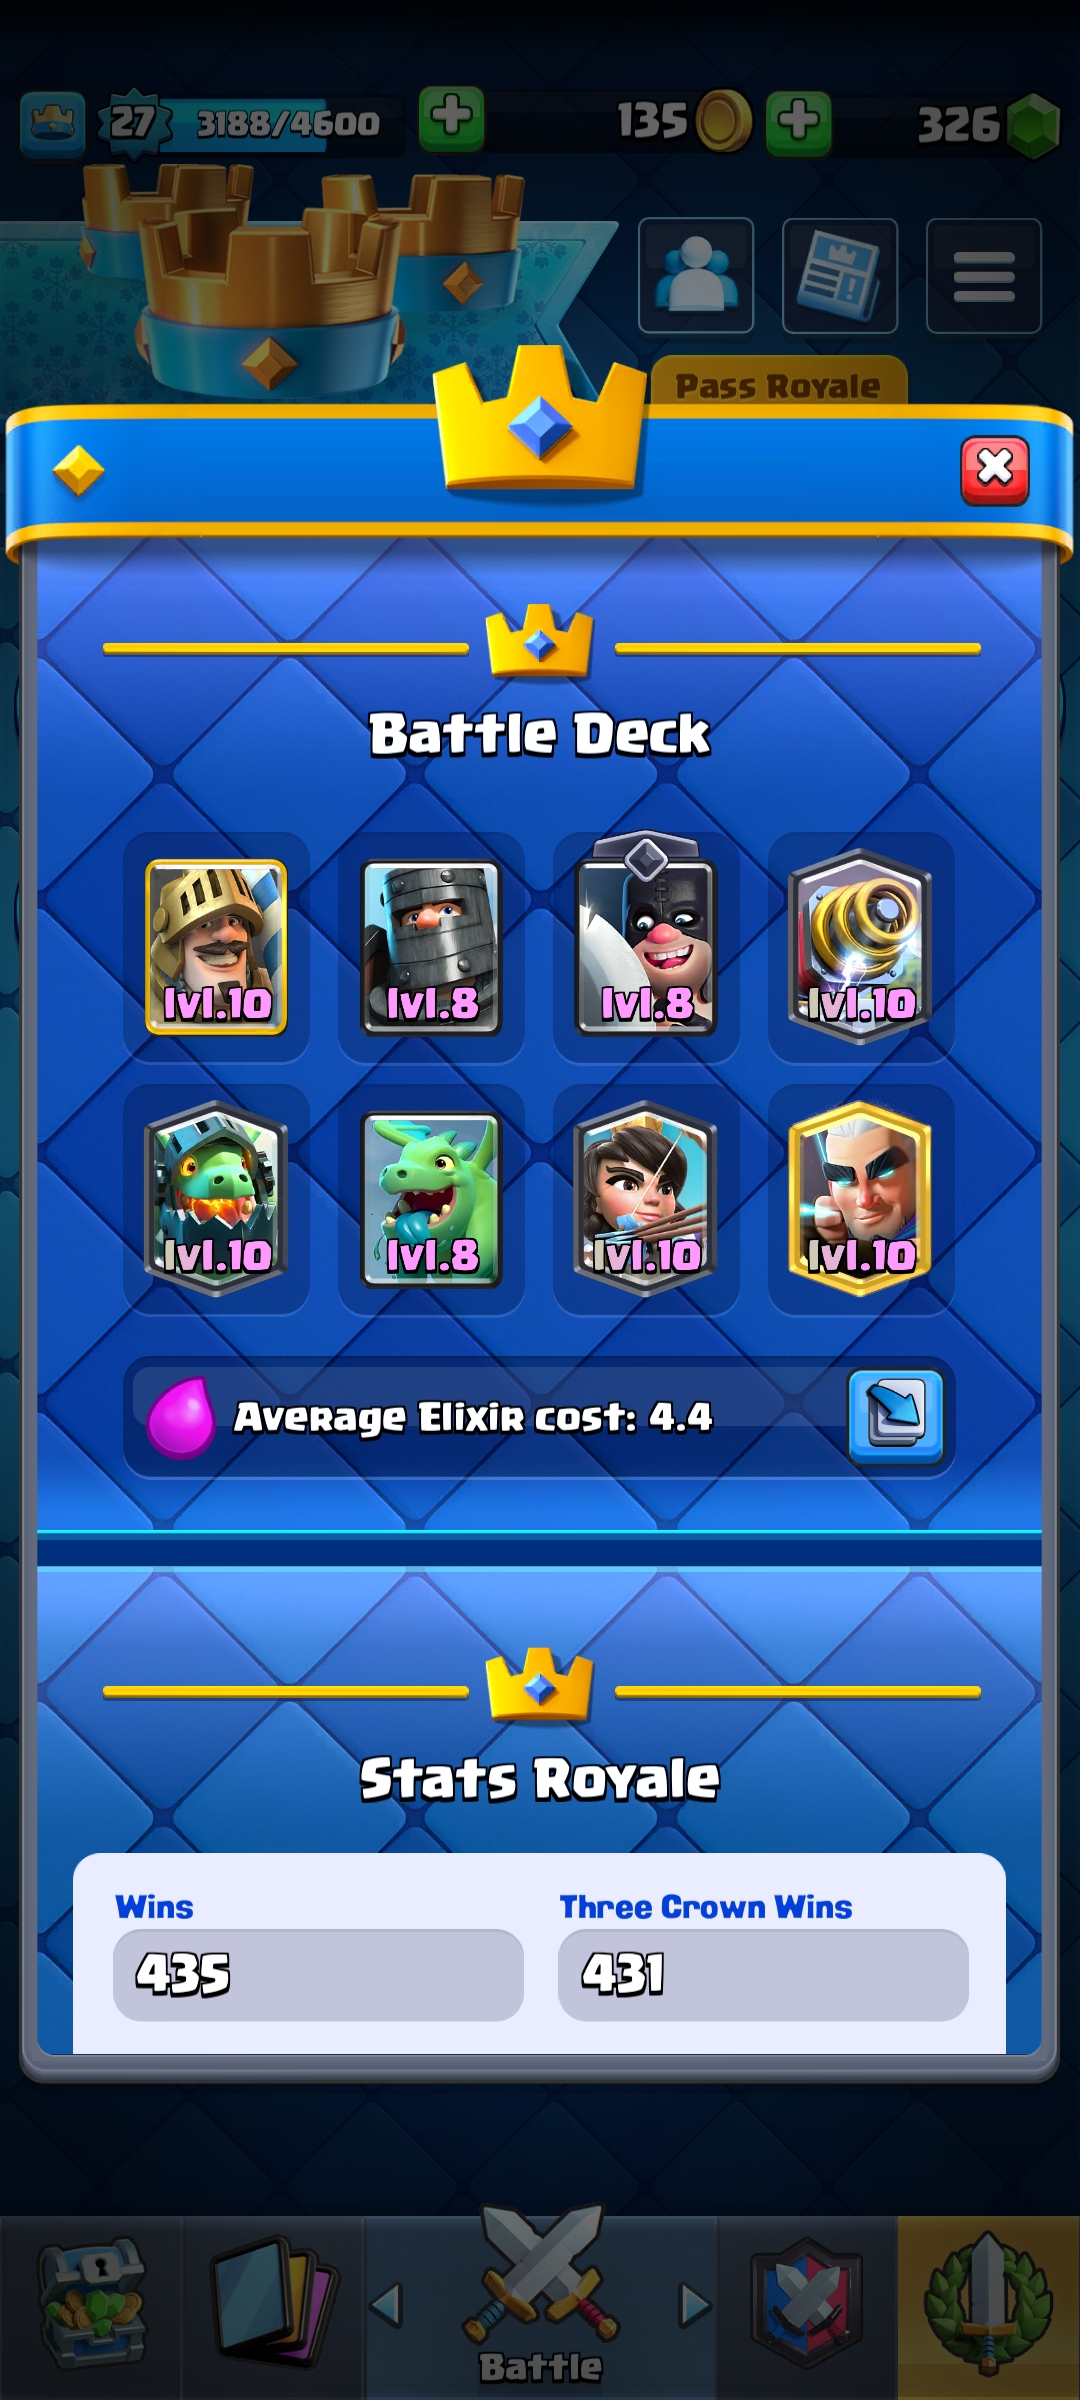 27 3188/4600 135 326
Pass Royale
Battle Deck
lvl.10 lvl.8 lvl.8 lvl.10
lvl.10 lvl.8 lvl.10 lvl.10
Average Elixir cost: 4.4
Stats Royale
Wins Three Crown Wins
435 431
Battle